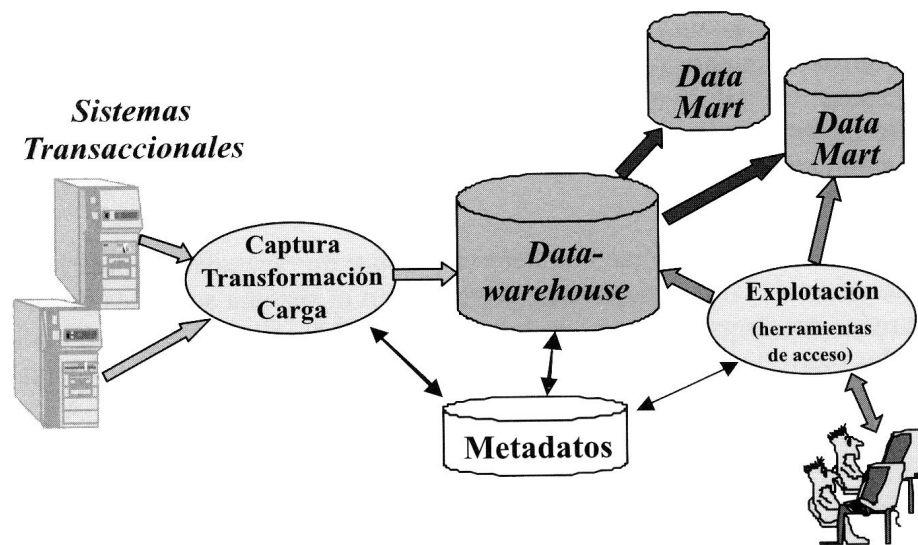 Sistemas
Transaccionales
Captura
Transformación
Carga
Data-
warehouse
Data
Mart
Data
Mart
Explotación
(herramientas
de acceso)
Metadatos